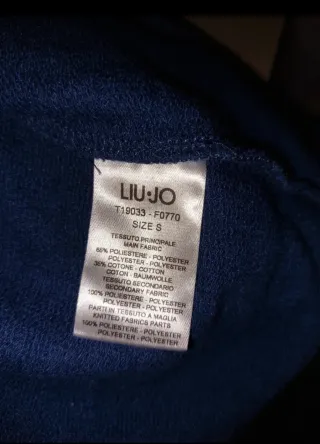 LIU·JO
T19033 - F0770
SIZE S
TESSUTO PRINCIPALE
MAIN FABRIC
65% POLIESTERE - POLYESTER
POLYESTER - POLYESTER
35% COTONE - COTTON
COTON - BAUMWOLLE
TESSUTO SECONDARIO
SECONDARY FABRIC
100% POLIESTERE - POLYESTER
POLYESTER - POLYESTER
PARTI IN TESSUTO A MAGLIA
KNITTED FABRICS PARTS
100% POLIESTERE - POLYESTER
POLYESTER - POLYESTER